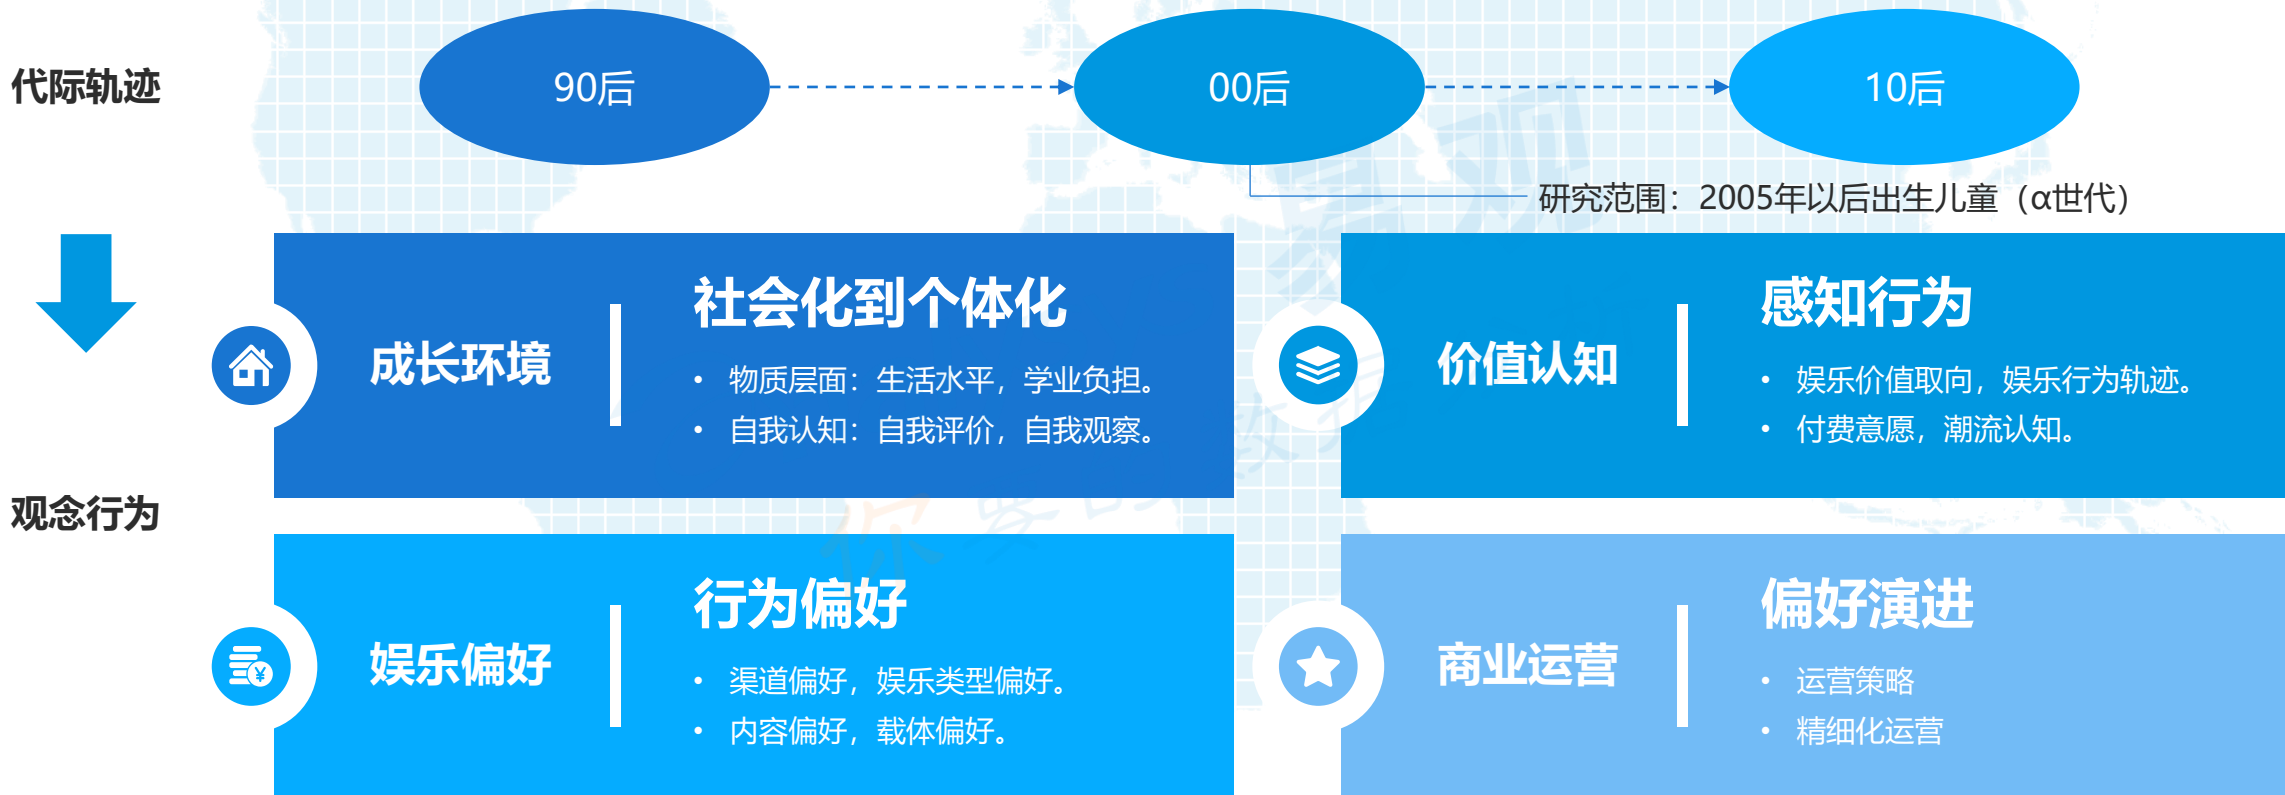 代际轨迹
90后
00后
10后
研究范围：2005年以后出生儿童（α世代）
观念行为
成长环境
社会化到个体化
• 物质层面：生活水平，学业负担。
• 自我认知：自我评价，自我观察。
价值认知
感知行为
• 娱乐价值取向，娱乐行为轨迹。
• 付费意愿，潮流认知。
娱乐偏好
行为偏好
• 渠道偏好，娱乐类型偏好。
• 内容偏好，载体偏好。
商业运营
偏好演进
• 运营策略
• 精细化运营